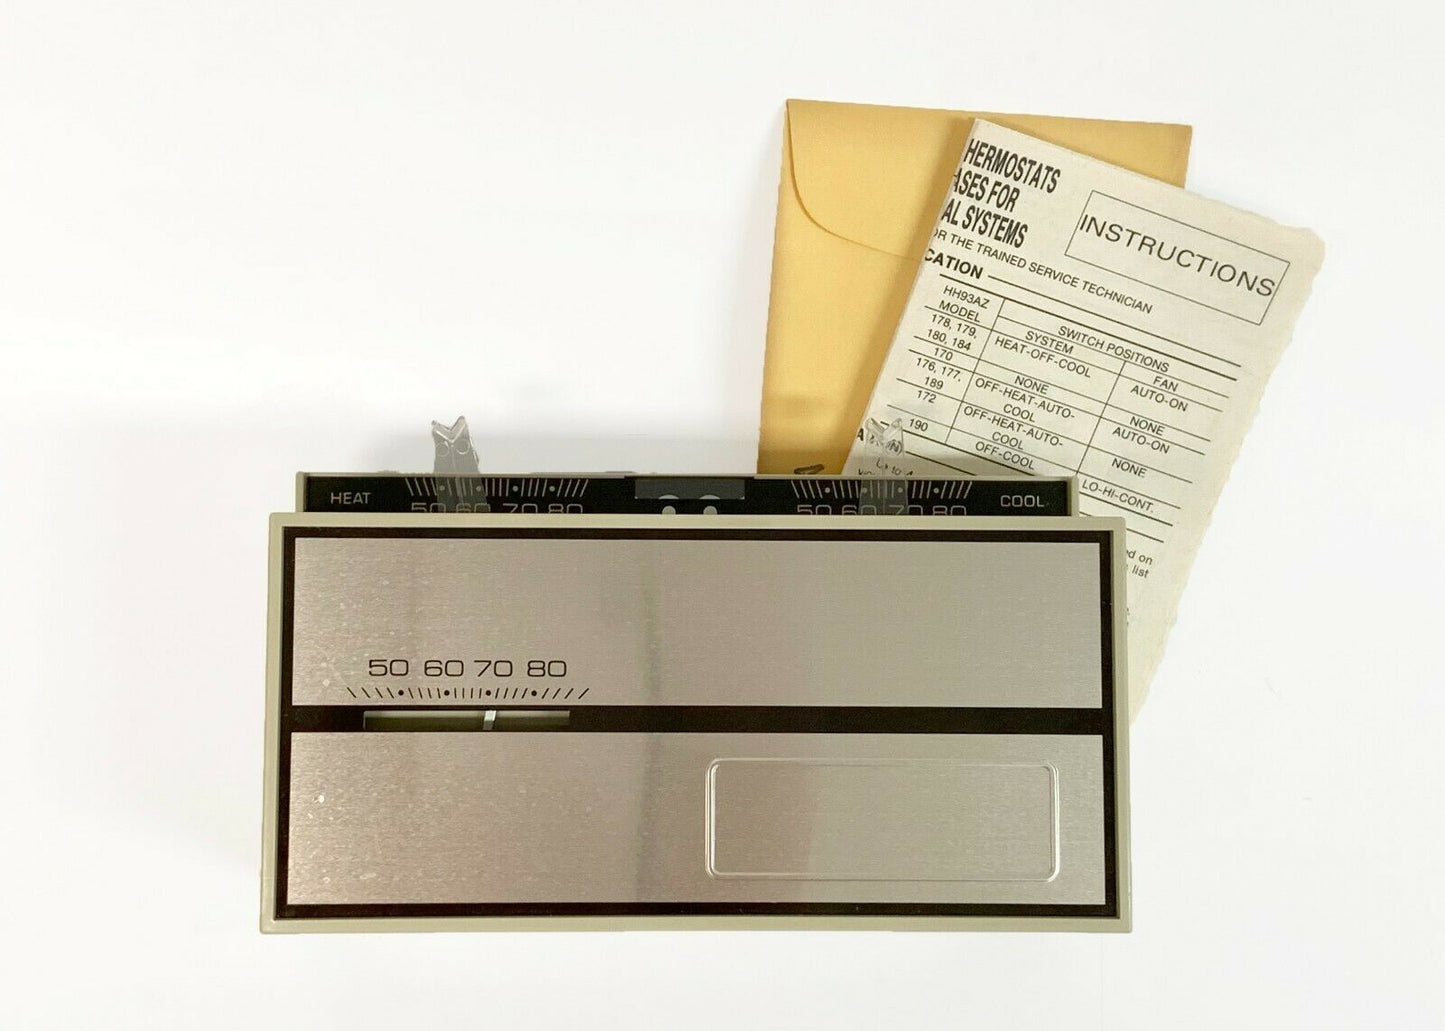 HERMOSTATS
ASES FOR
AL SYSTEMS
OR THE TRAINED SERVICE TECHNICIAN
INSTRUCTIONS
CATION
HH93AZ
MODEL
SWITCH POSITIONS
SYSTEM
FAN
178, 179,
180, 184
HEAT-OFF-COOL
AUTO-ON
170
NONE
NONE
176, 177,
189
OFF-HEAT-AUTO-
COOL
AUTO-ON
172
OFF-HEAT-AUTO-
COOL
NONE
190
OFF-COOL
LO-HI-CONT.
ed on
list
HEAT
50 60 70 80
50 60 70 80
COOL
50 60 70 80